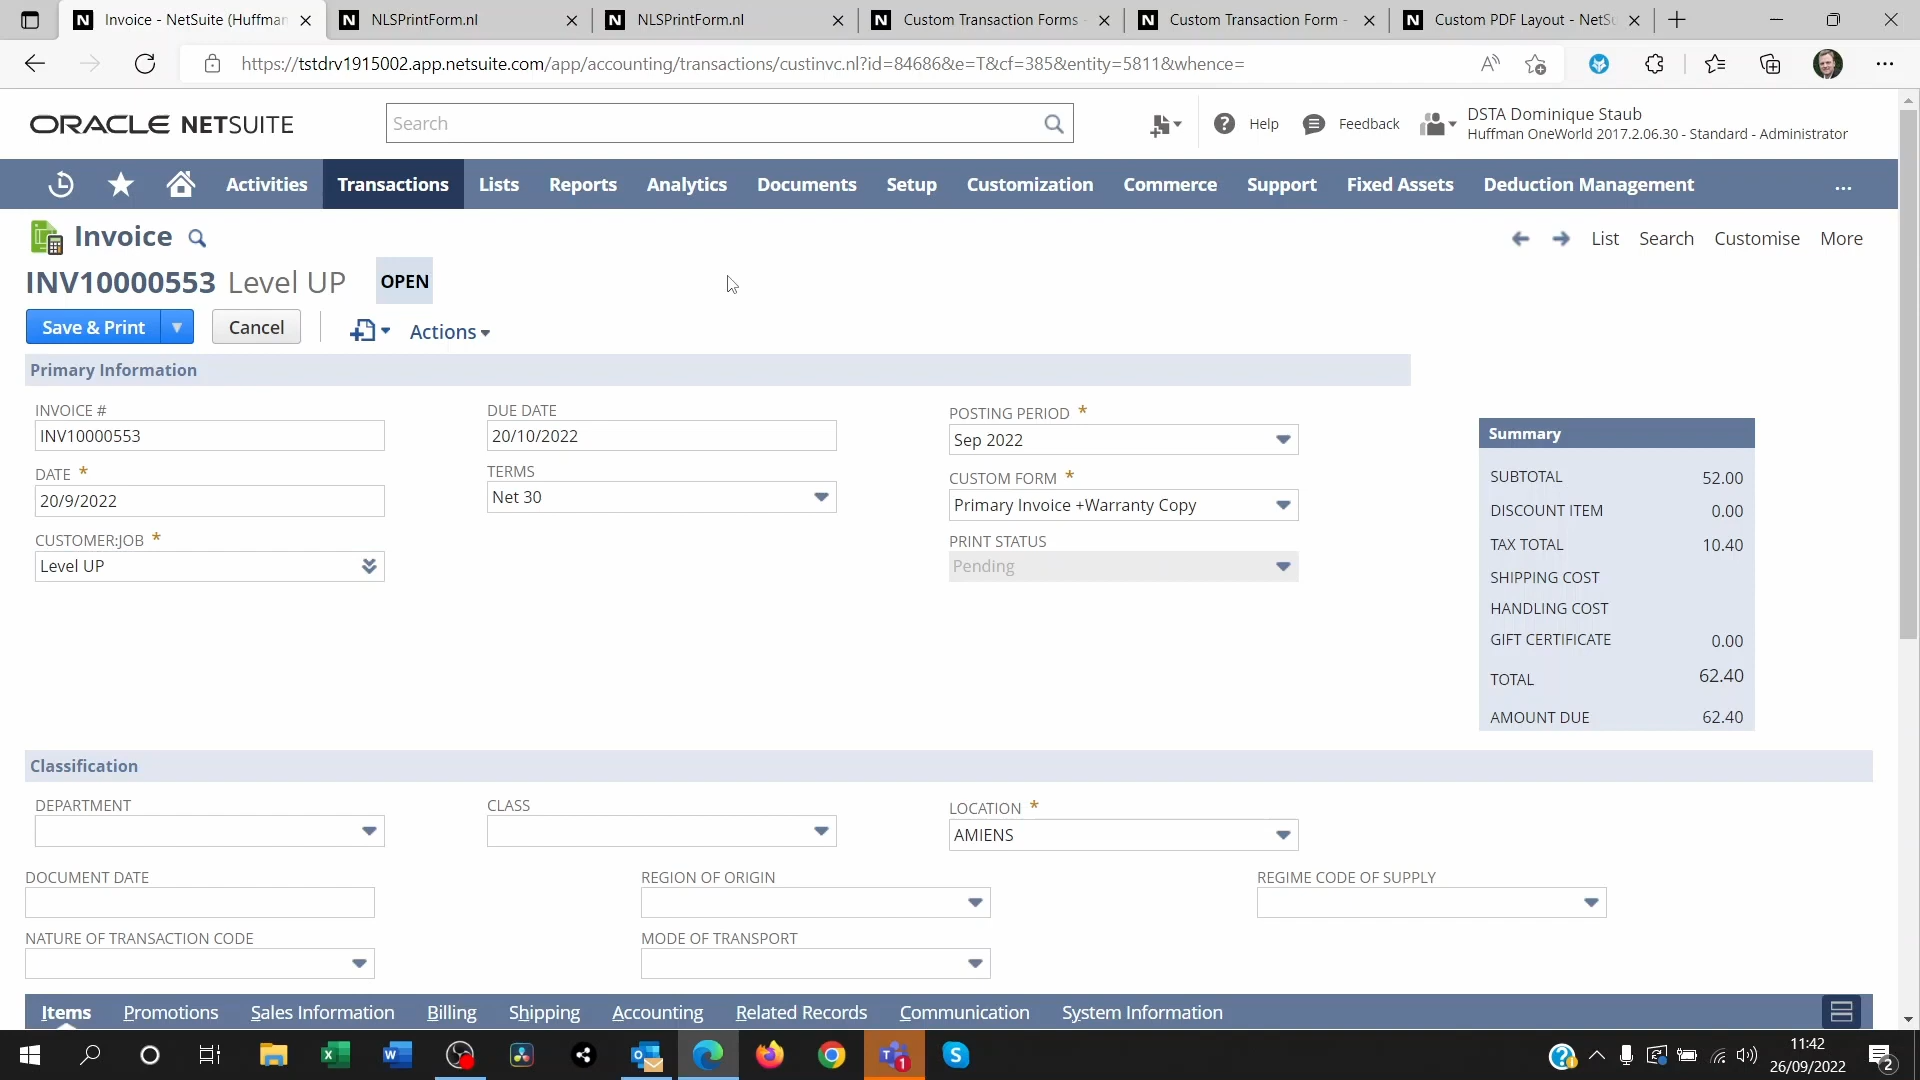 Invoice - NetSuite (Huffman
NLSPrintForm.nl
NLSPrintForm.nl
Custom Transaction Forms -
Custom Transaction Form -
Custom PDF Layout - NetSu
https://tstdrv1915002.app.netsuite.com/app/accounting/transactions/custinvc.nl?id=84686&e=T&cf=385&entity=5811&whence=
ORACLE NETSUITE
Search
Help
Feedback
DSTA Dominique Staub
Huffman OneWorld 2017.2.06.30 - Standard - Administrator
Activities
Transactions
Lists
Reports
Analytics
Documents
Setup
Customization
Commerce
Support
Fixed Assets
Deduction Management
...
Invoice
List
Search
Customise
More
INV10000553 Level UP
OPEN
Save & Print
Cancel
Actions
Primary Information
INVOICE #
INV10000553
DATE *
20/9/2022
CUSTOMER:JOB *
Level UP
DUE DATE
20/10/2022
TERMS
Net 30
POSTING PERIOD *
Sep 2022
CUSTOM FORM *
Primary Invoice +Warranty Copy
PRINT STATUS
Pending
Summary
SUBTOTAL 52.00
DISCOUNT ITEM 0.00
TAX TOTAL 10.40
SHIPPING COST
HANDLING COST
GIFT CERTIFICATE 0.00
TOTAL 62.40
AMOUNT DUE 62.40
Classification
DEPARTMENT
CLASS
LOCATION *
AMIENS
DOCUMENT DATE
REGION OF ORIGIN
REGIME CODE OF SUPPLY
NATURE OF TRANSACTION CODE
MODE OF TRANSPORT
Items
Promotions
Sales Information
Billing
Shipping
Accounting
Related Records
Communication
System Information
11:42
26/09/2022
2